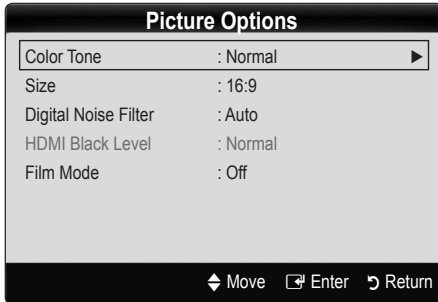 Picture Options
Color Tone : Normal ►
Size : 16:9
Digital Noise Filter : Auto
HDMI Black Level : Normal
Film Mode : Off
Move Enter Return